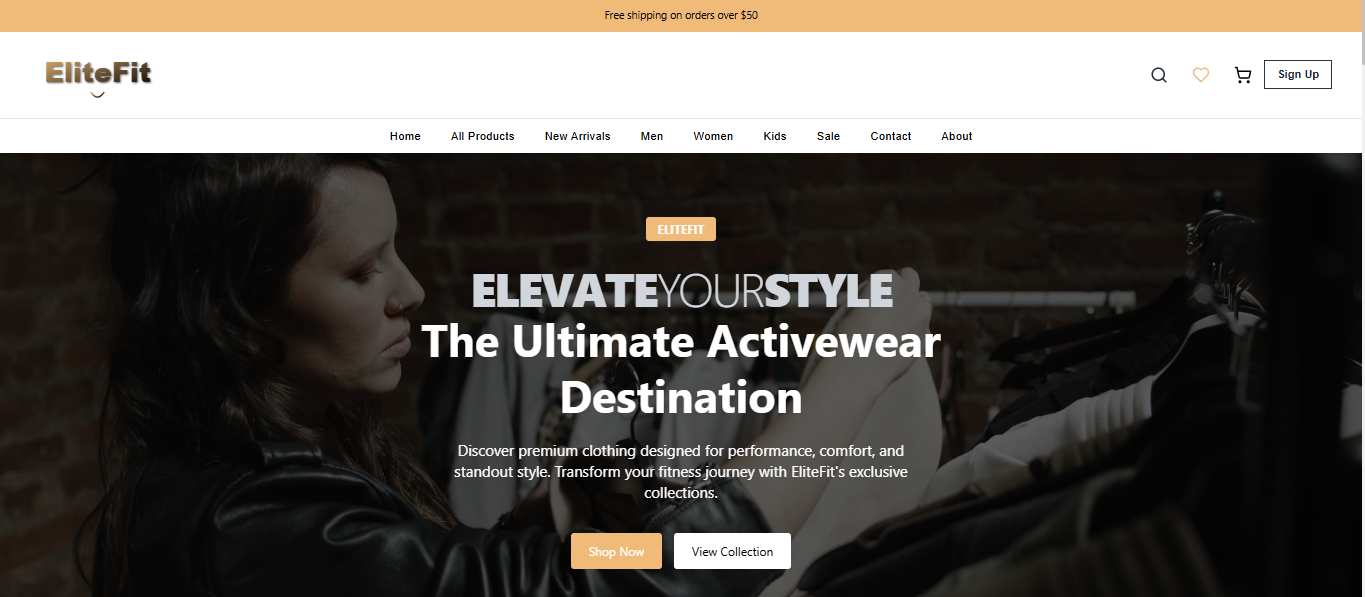 Free shipping on orders over $50
EliteFit
Sign Up
Home All Products New Arrivals Men Women Kids Sale Contact About
ELITEFIT
ELEVATEYOURSTYLE
The Ultimate Activewear
Destination
Discover premium clothing designed for performance, comfort, and
standout style. Transform your fitness journey with EliteFit's exclusive
collections.
Shop Now View Collection